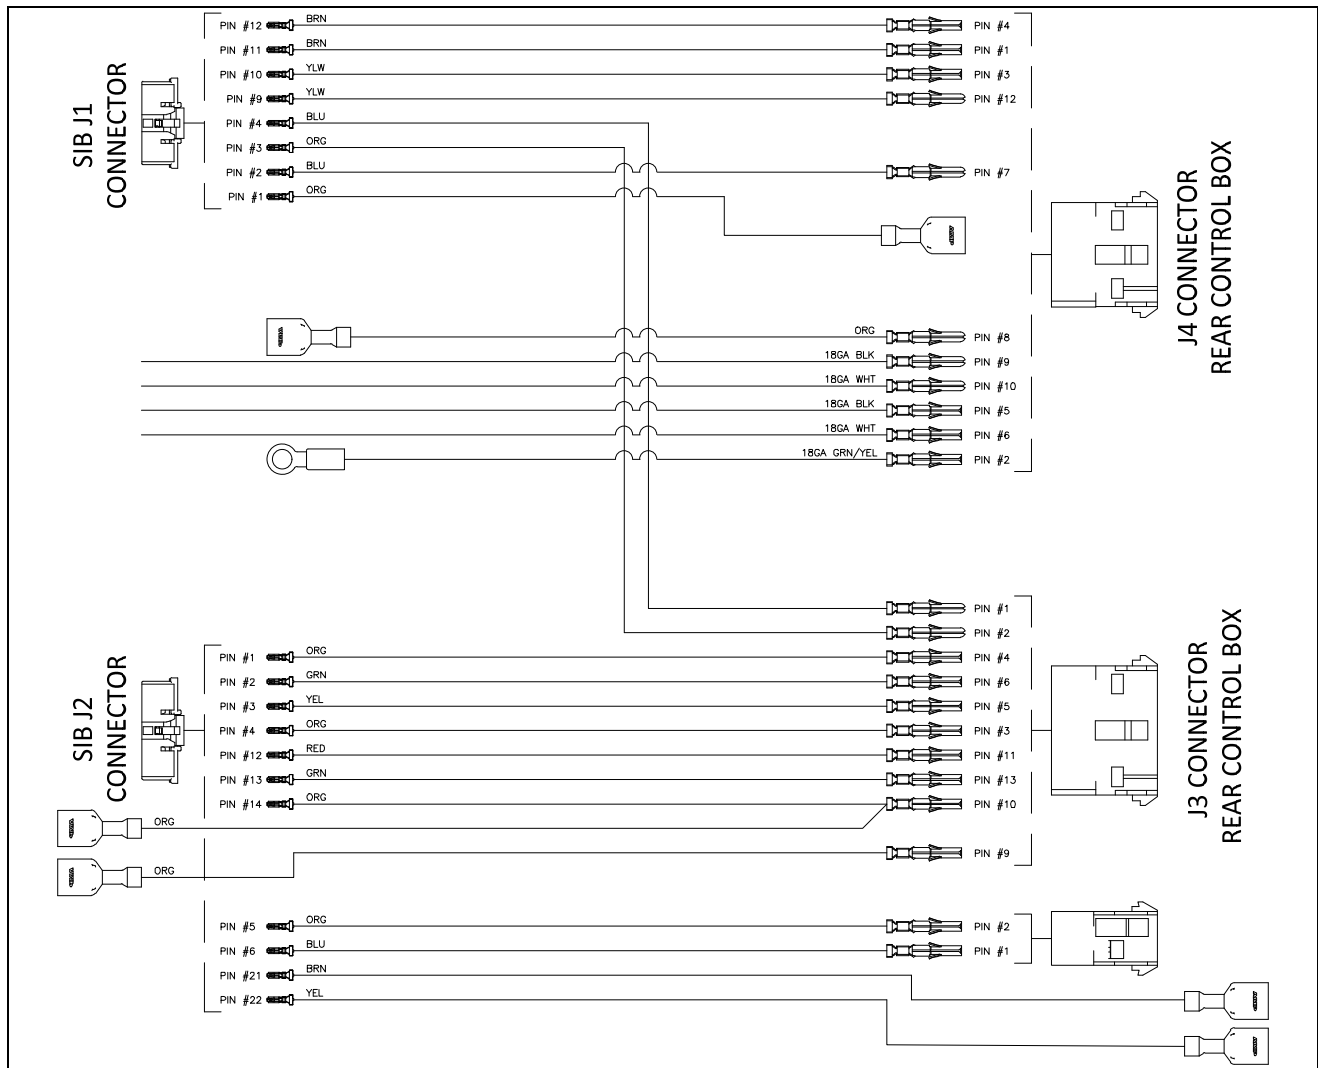 SIB J1
CONNECTOR
PIN #12 BRN PIN #4
PIN #11 BRN PIN #1
PIN #10 YLW PIN #3
PIN #9 YLW PIN #12
PIN #4 BLU
PIN #3 ORG
PIN #2 BLU PIN #7
PIN #1 ORG
J4 CONNECTOR
REAR CONTROL BOX
ORG PIN #8
18GA BLK PIN #9
18GA WHT PIN #10
18GA BLK PIN #5
18GA WHT PIN #6
18GA GRN/YEL PIN #2
PIN #1
PIN #2
SIB J2
CONNECTOR
PIN #1 ORG PIN #4
PIN #2 GRN PIN #6
PIN #3 YEL PIN #5
PIN #4 ORG PIN #3
PIN #12 RED PIN #11
PIN #13 GRN PIN #13
PIN #14 ORG PIN #10
ORG
PIN #9
ORG
J3 CONNECTOR
REAR CONTROL BOX
PIN #5 ORG PIN #2
PIN #6 BLU PIN #1
PIN #21 BRN
PIN #22 YEL